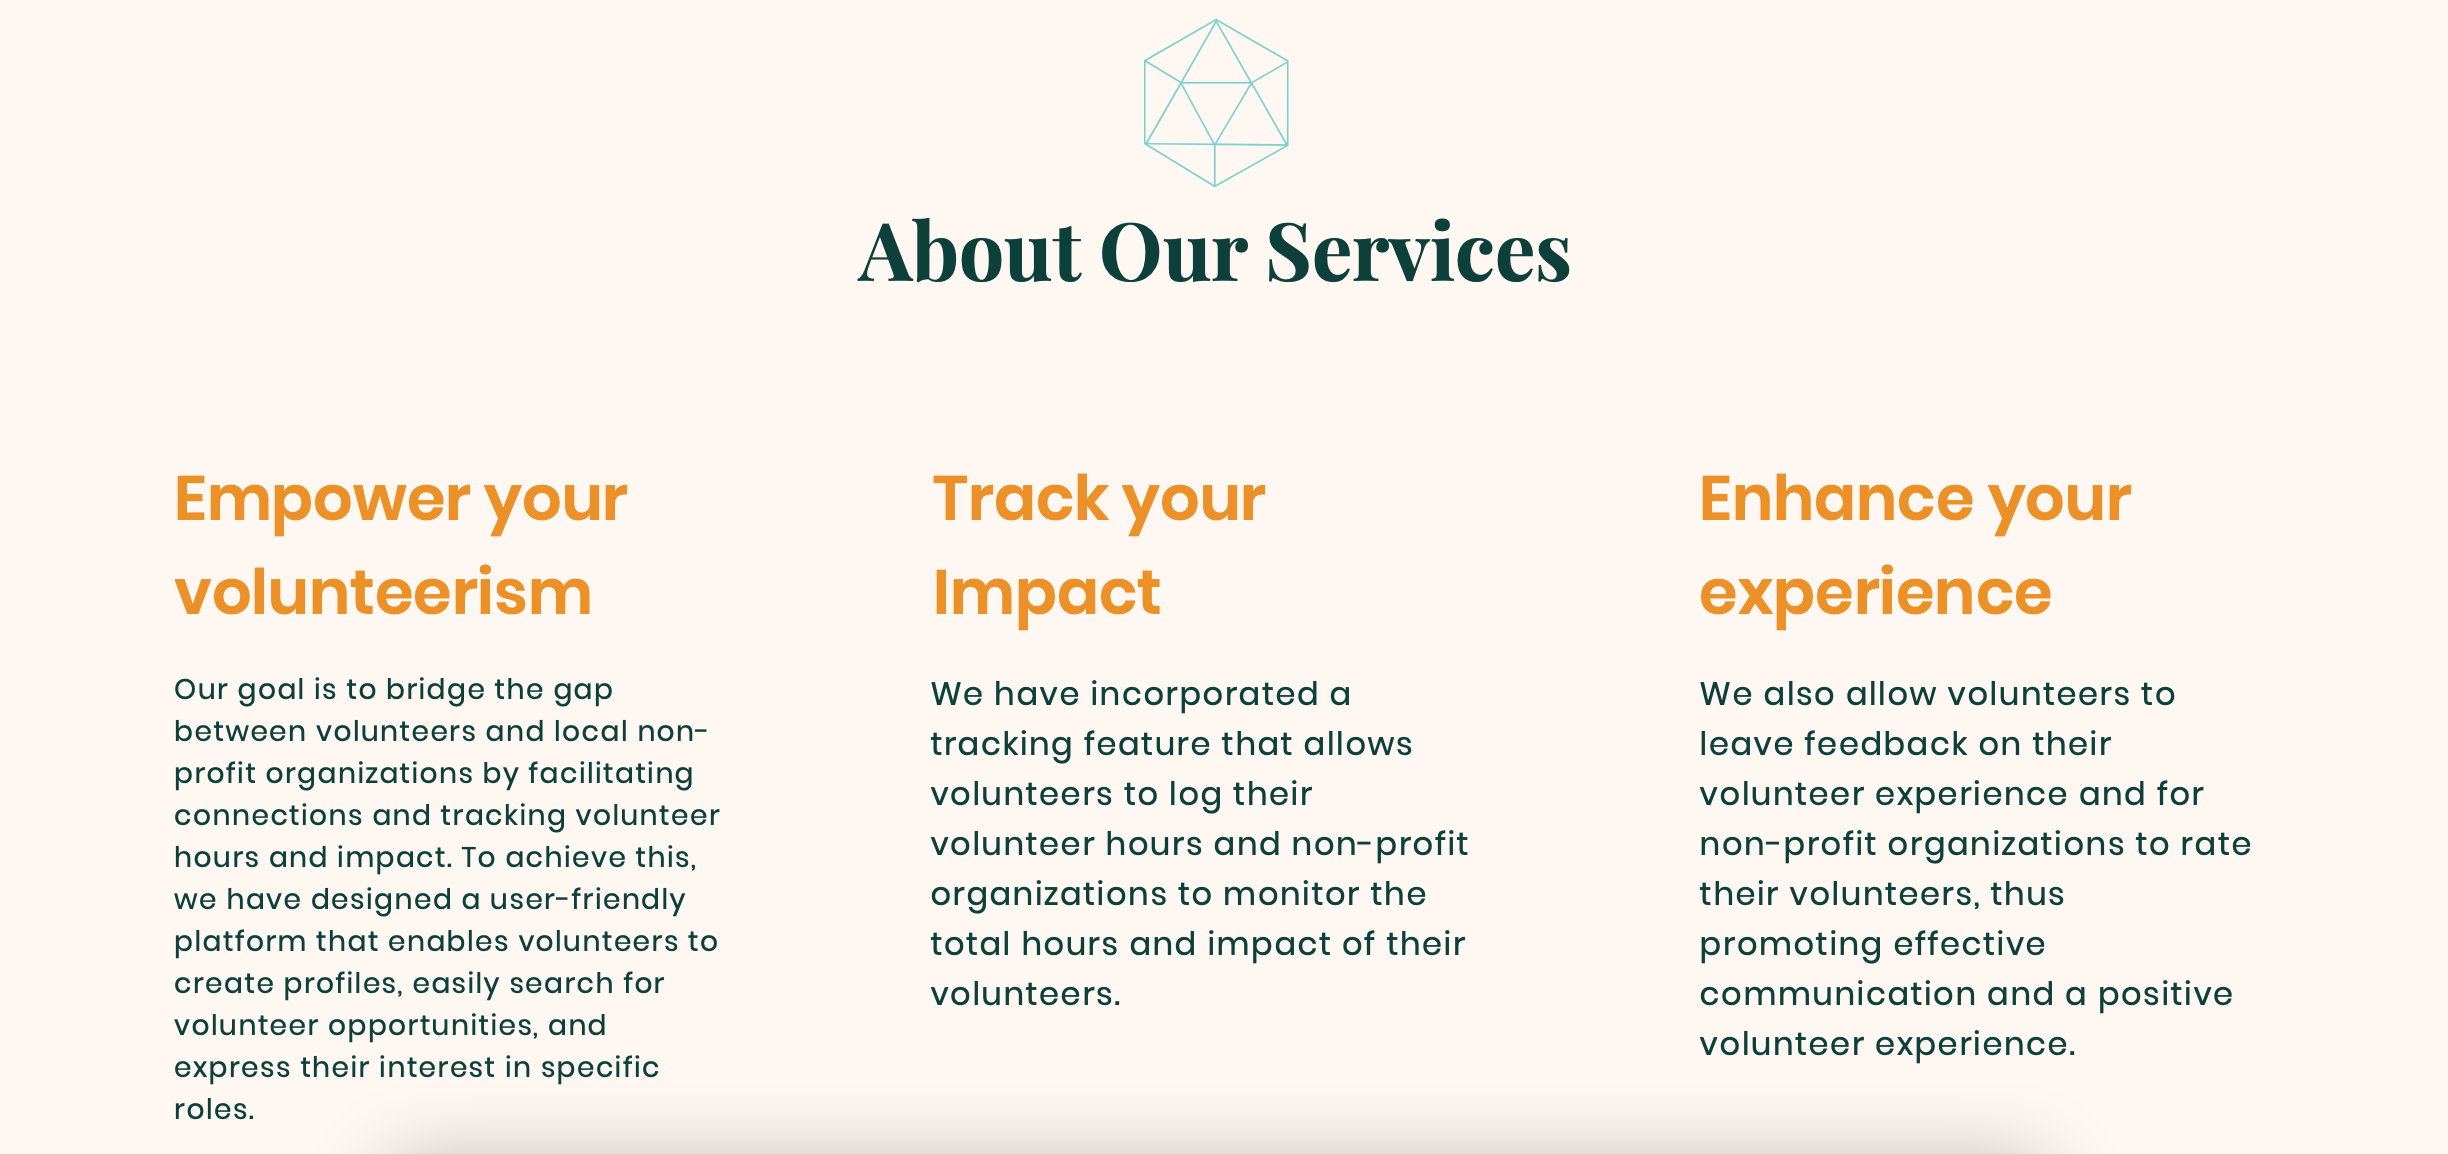 About Our Services
Empower your
volunteerism
Our goal is to bridge the gap
between volunteers and local non-
profit organizations by facilitating
connections and tracking volunteer
hours and impact. To achieve this,
we have designed a user-friendly
platform that enables volunteers to
create profiles, easily search for
volunteer opportunities, and
express their interest in specific
roles.
Track your
Impact
We have incorporated a
tracking feature that allows
volunteers to log their
volunteer hours and non-profit
organizations to monitor the
total hours and impact of their
volunteers.
Enhance your
experience
We also allow volunteers to
leave feedback on their
volunteer experience and for
non-profit organizations to rate
their volunteers, thus
promoting effective
communication and a positive
volunteer experience.